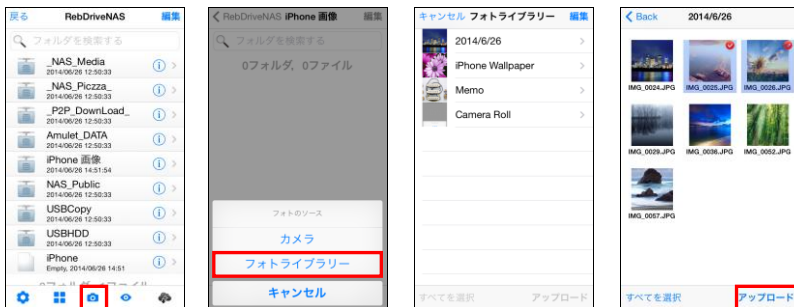 戻る RebDriveNAS 編集
フォルダを検索する
_NAS_Media
2014/06/26 12:50:33
_NAS_Piczza_
2014/06/26 12:50:33
_P2P_DownLoad_
2014/06/26 12:50:33
Amulet_DATA
2014/06/26 12:50:33
iPhone 画像
2014/06/26 14:51:54
NAS_Public
2014/06/26 12:50:33
USBCopy
2014/06/26 12:50:33
USBHDD
2014/06/26 12:50:33
iPhone
Empty, 2014/06/26 14:51
RebDriveNAS iPhone 画像 編集
フォルダを検索する
0フォルダ, 0ファイル
フォトのソース
カメラ
フォトライブラリー
キャンセル
キャンセル フォトライブラリー 編集
2014/6/26
iPhone Wallpaper
Memo
Camera Roll
すべてを選択 アップロード
Back 2014/6/26
IMG_0024.JPG IMG_0025.JPG IMG_0026.JPG
IMG_0029.JPG IMG_0036.JPG IMG_0052.JPG
IMG_0057.JPG
すべてを選択 アップロード